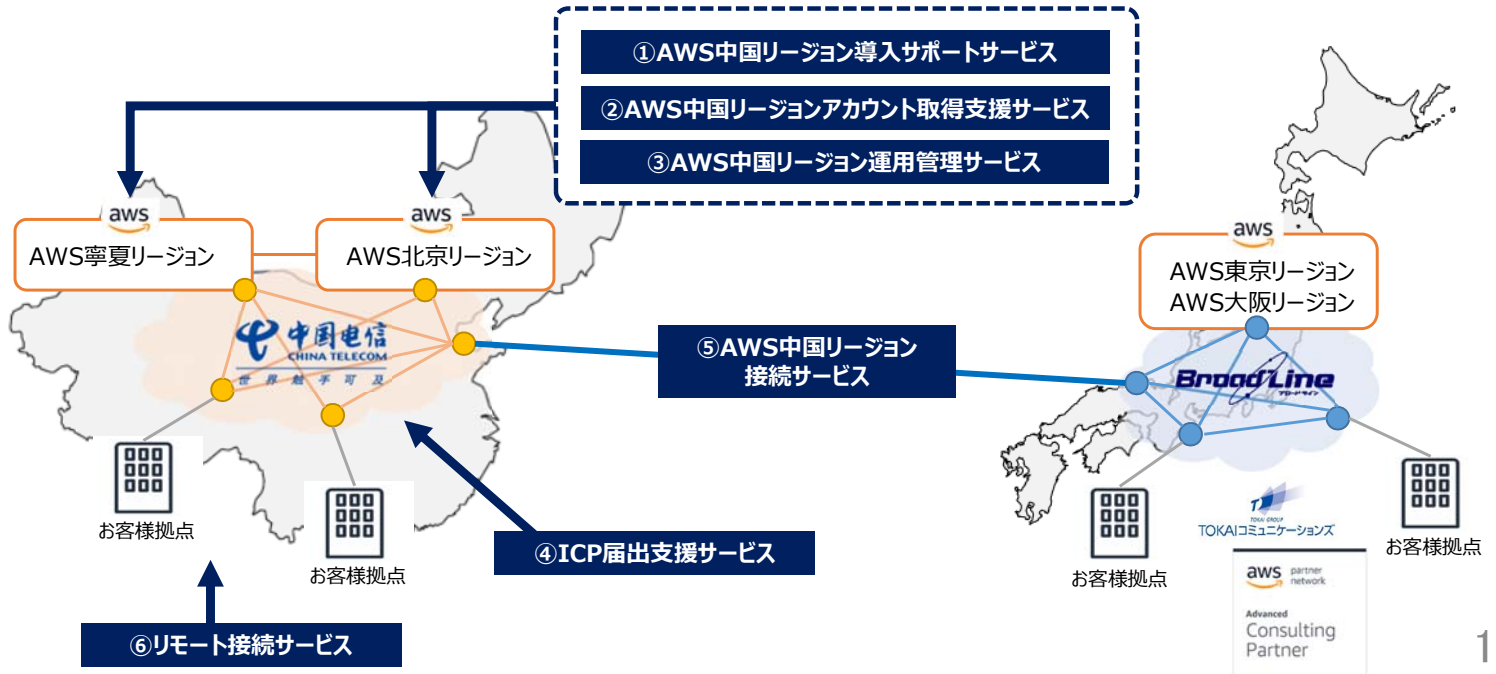 ①AWS中国リージョン導入サポートサービス
②AWS中国リージョンアカウント取得支援サービス
③AWS中国リージョン運用管理サービス
aws
AWS寧夏リージョン
aws
AWS北京リージョン
aws
AWS東京リージョン
AWS大阪リージョン
中国电信
CHINA TELECOM
世界触手可及
⑤AWS中国リージョン
接続サービス
BroadLine
ブロードライン
お客様拠点
お客様拠点
④ICP届出支援サービス
⑥リモート接続サービス
お客様拠点
お客様拠点
T
TOKAI GROUP
TOKAIコミュニケーションズ
aws partner
network
Advanced
Consulting
Partner
1